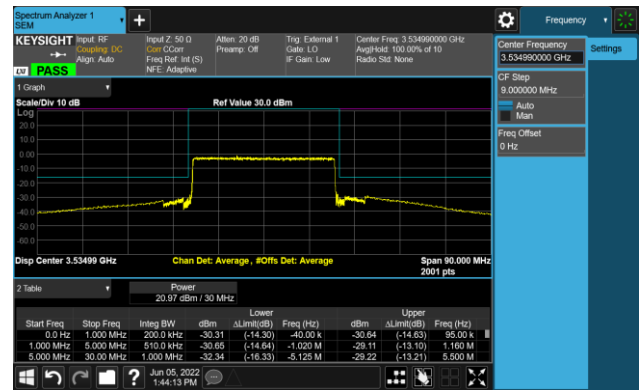 Spectrum Analyzer 1
SEM
Frequency
KEYSIGHT
Input: RF
Coupling: DC
Align: Auto
Input Z: 50 Ω
Corr CCorr
Freq Ref: Int (S)
NFE: Adaptive
Atten: 20 dB
Preamp: Off
Trig: External 1
Gate: LO
IF Gain: Low
Center Freq: 3.534990000 GHz
Avg|Hold: 100.00% of 10
Radio Std: None
LXI PASS
Center Frequency
3.534990000 GHz
Settings
CF Step
9.000000 MHz
Auto
Man
Freq Offset
0 Hz
1 Graph
Scale/Div 10 dB
Ref Value 30.0 dBm
Log
20.0
10.0
0.00
-10.0
-20.0
-30.0
-40.0
-50.0
-60.0
Disp Center 3.53499 GHz
Chan Det: Average, #Offs Det: Average
Span 90.000 MHz
2001 pts
2 Table
Power
20.97 dBm / 30 MHz
Lower Upper
Start Freq Stop Freq Integ BW dBm ΔLimit(dB) Freq (Hz) dBm ΔLimit(dB) Freq (Hz)
0.0 Hz 1.000 MHz 200.0 kHz -30.31 (-14.30) -40.00 k -30.64 (-14.63) 95.00 k
1.000 MHz 5.000 MHz 510.0 kHz -30.65 (-14.64) -1.020 M -29.11 (-13.10) 1.160 M
5.000 MHz 30.00 MHz 1.000 MHz -32.34 (-16.33) -5.125 M -29.22 (-13.21) 5.500 M
Jun 05, 2022
1:44:13 PM